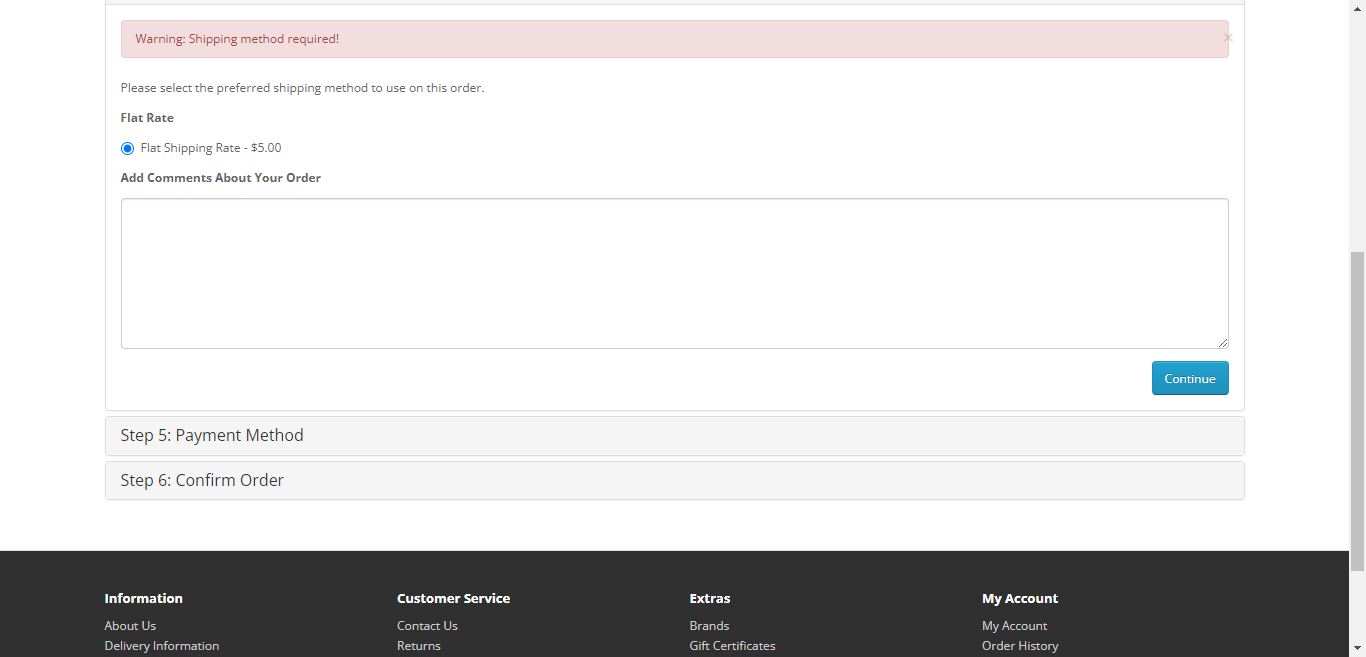 Warning: Shipping method required!
×
Please select the preferred shipping method to use on this order.
Flat Rate
Flat Shipping Rate - $5.00
Add Comments About Your Order
Continue
Step 5: Payment Method
Step 6: Confirm Order
Information Customer Service Extras My Account
About Us Contact Us Brands My Account
Delivery Information Returns Gift Certificates Order History